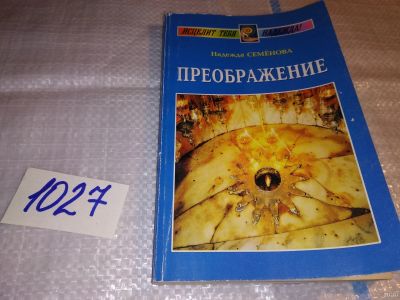 ИСЦЕЛИТ ТЕБЯ НАДЕЖДА!
Надежда СЕМЁНОВА
ПРЕОБРАЖЕНИЕ
1027